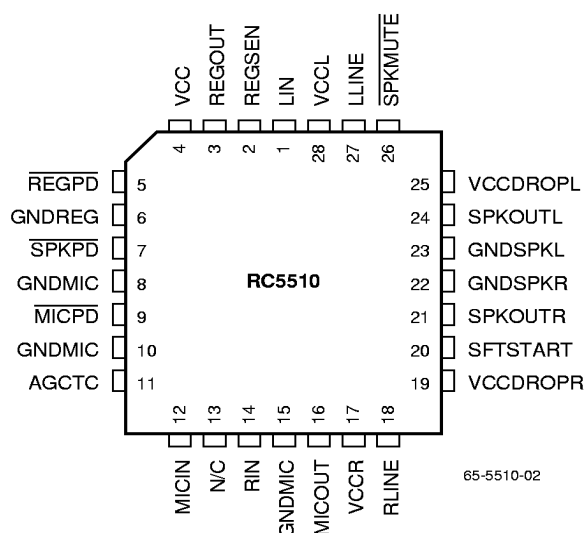 VCC
REGOUT
REGSEN
LIN
VCCL
LLINE
SPKMUTE
4
3
2
1
28
27
26
REGPD 5
GNDREG 6
SPKPD 7
GNDMIC 8
MICPD 9
GNDMIC 10
AGCTC 11
RC5510
25 VCCDROPL
24 SPKOUTL
23 GNDSPKL
22 GNDSPKR
21 SPKOUTR
20 SFTSTART
19 VCCDROPR
12
13
14
15
16
17
18
MICIN
N/C
RIN
GNDMIC
MICOUT
VCCR
RLINE
65-5510-02